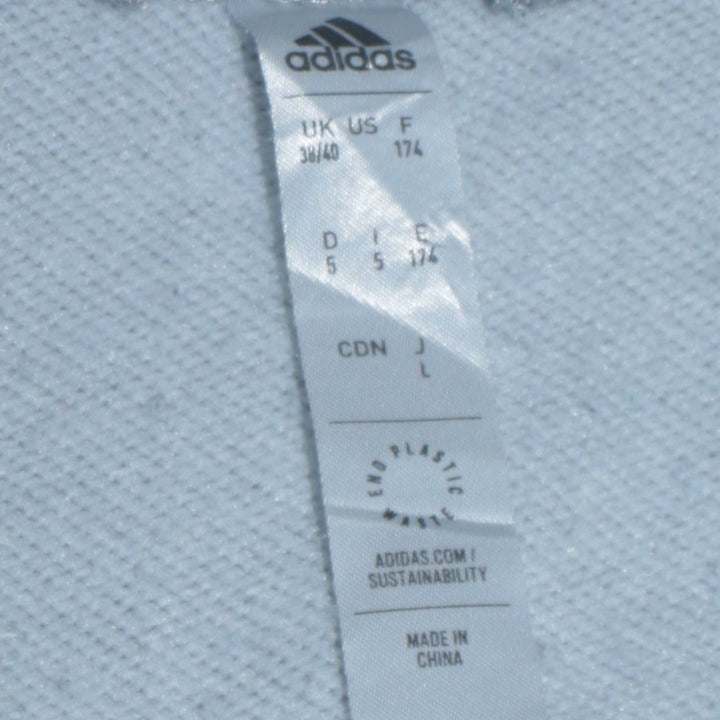 adidas
UK US F
38/40 174
D I E
5 5 174
CDN J
L
END PLASTIC WASTE
ADIDAS.COM /
SUSTAINABILITY
MADE IN
CHINA